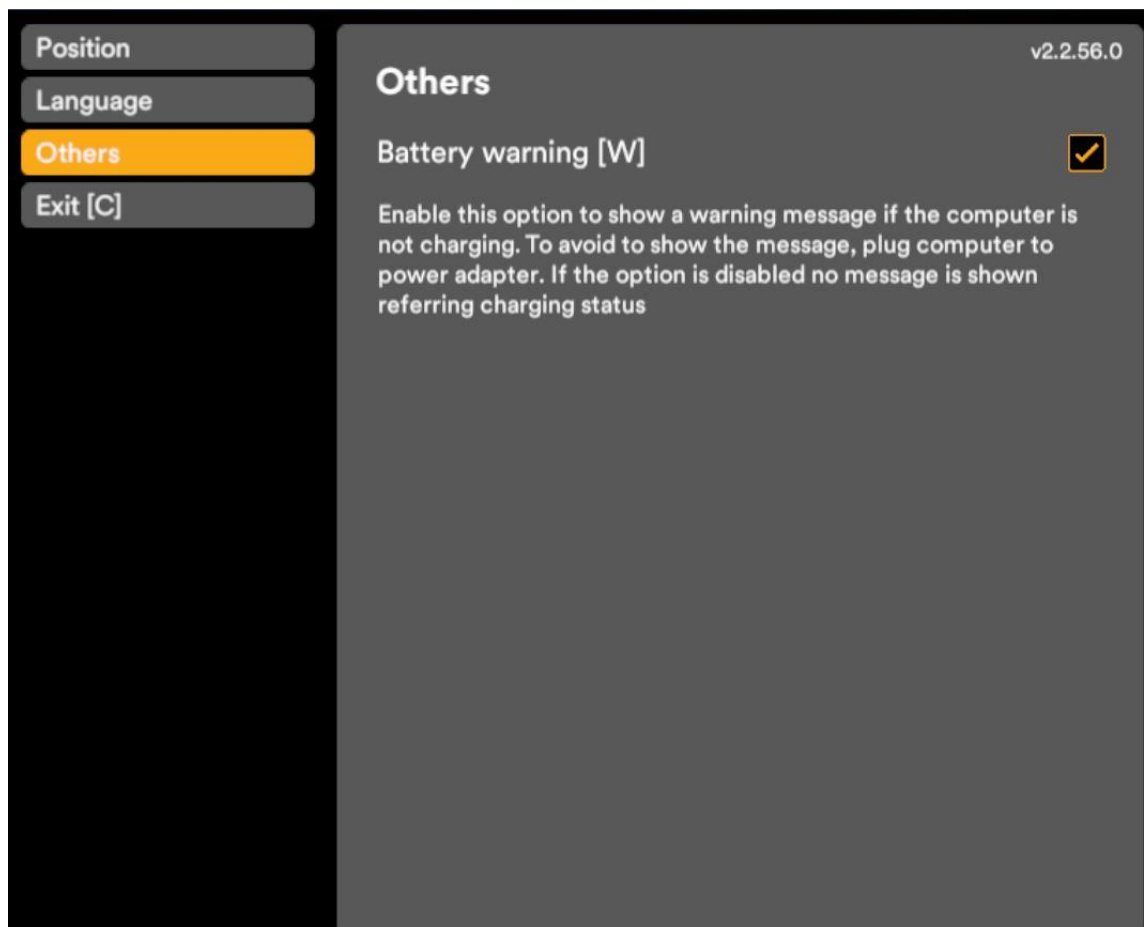 Position
Language
Others
Exit [C]
v2.2.56.0
Others
Battery warning [W]
Enable this option to show a warning message if the computer is
not charging. To avoid to show the message, plug computer to
power adapter. If the option is disabled no message is shown
referring charging status